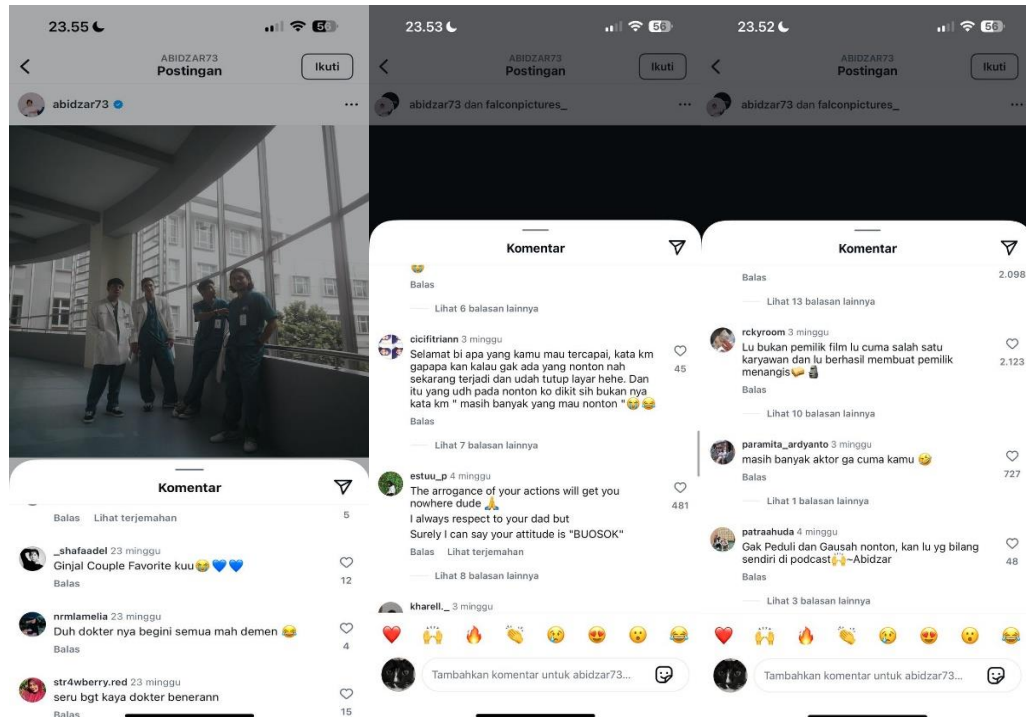 23.55
56
ABIDZAR73
Postingan
Ikuti
abidzar73
Komentar
Balas Lihat terjemahan
5
_shafaadel 23 minggu
Ginjal Couple Favorite kuu😭💙💙
12
Balas
nrmlamelia 23 minggu
Duh dokter nya begini semua mah demen 😂
4
Balas
str4wberry.red 23 minggu
seru bgt kaya dokter benerann
15
Balas
23.53
56
ABIDZAR73
Postingan
Ikuti
abidzar73 dan falconpictures_
Komentar
😭
Balas
Lihat 6 balasan lainnya
cicifitriann 3 minggu
Selamat bi apa yang kamu mau tercapai, kata km
gapapa kan kalau gak ada yang nonton nah
sekarang terjadi dan udah tutup layar hehe. Dan
itu yang udh pada nonton ko dikit sih bukan nya
kata km " masih banyak yang mau nonton "😭😂
45
Balas
Lihat 7 balasan lainnya
estuu_p 4 minggu
The arrogance of your actions will get you
nowhere dude 🙏
I always respect to your dad but
Surely I can say your attitude is "BUOSOK"
481
Balas Lihat terjemahan
Lihat 8 balasan lainnya
kharell._ 3 minggu
❤️ 🙌 🔥 👏 😢 😍 😮 😂
Tambahkan komentar untuk abidzar73...
23.52
56
ABIDZAR73
Postingan
Ikuti
abidzar73 dan falconpictures_
Komentar
Balas
2.098
Lihat 13 balasan lainnya
rckyroom 3 minggu
Lu bukan pemilik film lu cuma salah satu
karyawan dan lu berhasil membuat pemilik
menangis🫱🗿
2.123
Balas
Lihat 10 balasan lainnya
paramita_ardyanto 3 minggu
masih banyak aktor ga cuma kamu 🤣
727
Balas
Lihat 1 balasan lainnya
patraahuda 4 minggu
Gak Peduli dan Gausah nonton, kan lu yg bilang
sendiri di podcast🙌~Abidzar
48
Balas
Lihat 3 balasan lainnya
❤️ 🙌 🔥 👏 😢 😍 😮 😂
Tambahkan komentar untuk abidzar73...